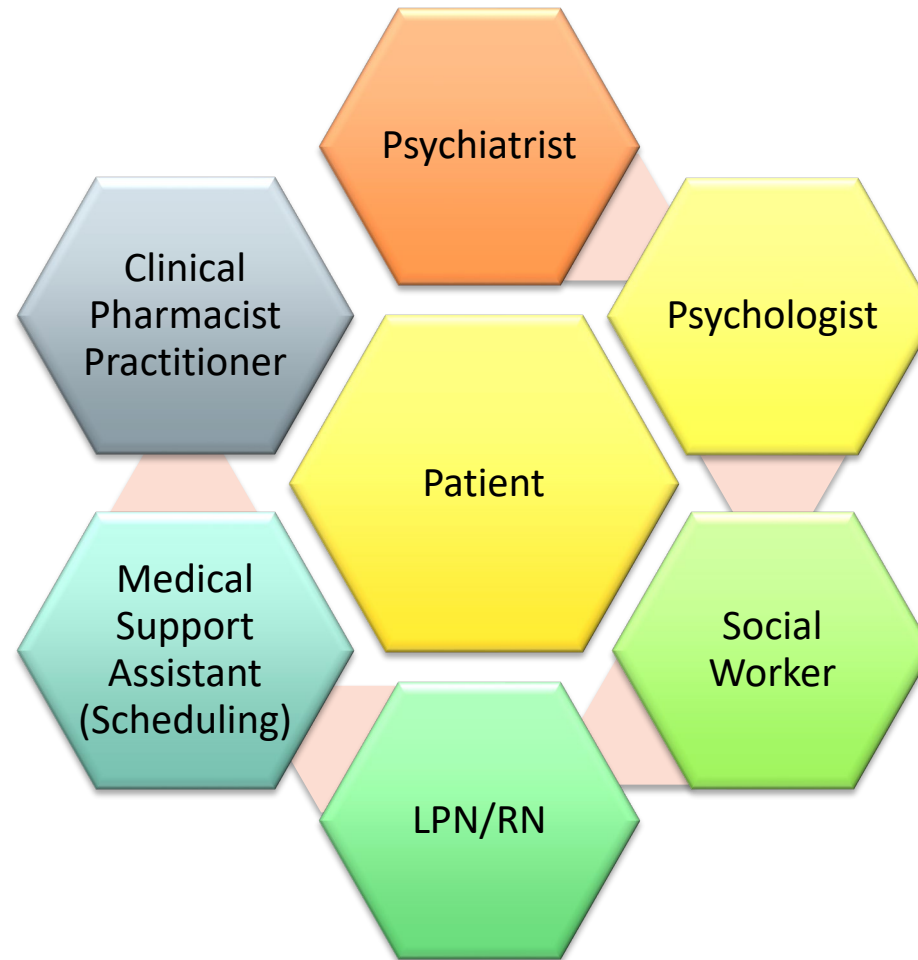 Psychiatrist
Clinical
Pharmacist
Practitioner
Psychologist
Patient
Medical
Support
Assistant
(Scheduling)
Social
Worker
LPN/RN